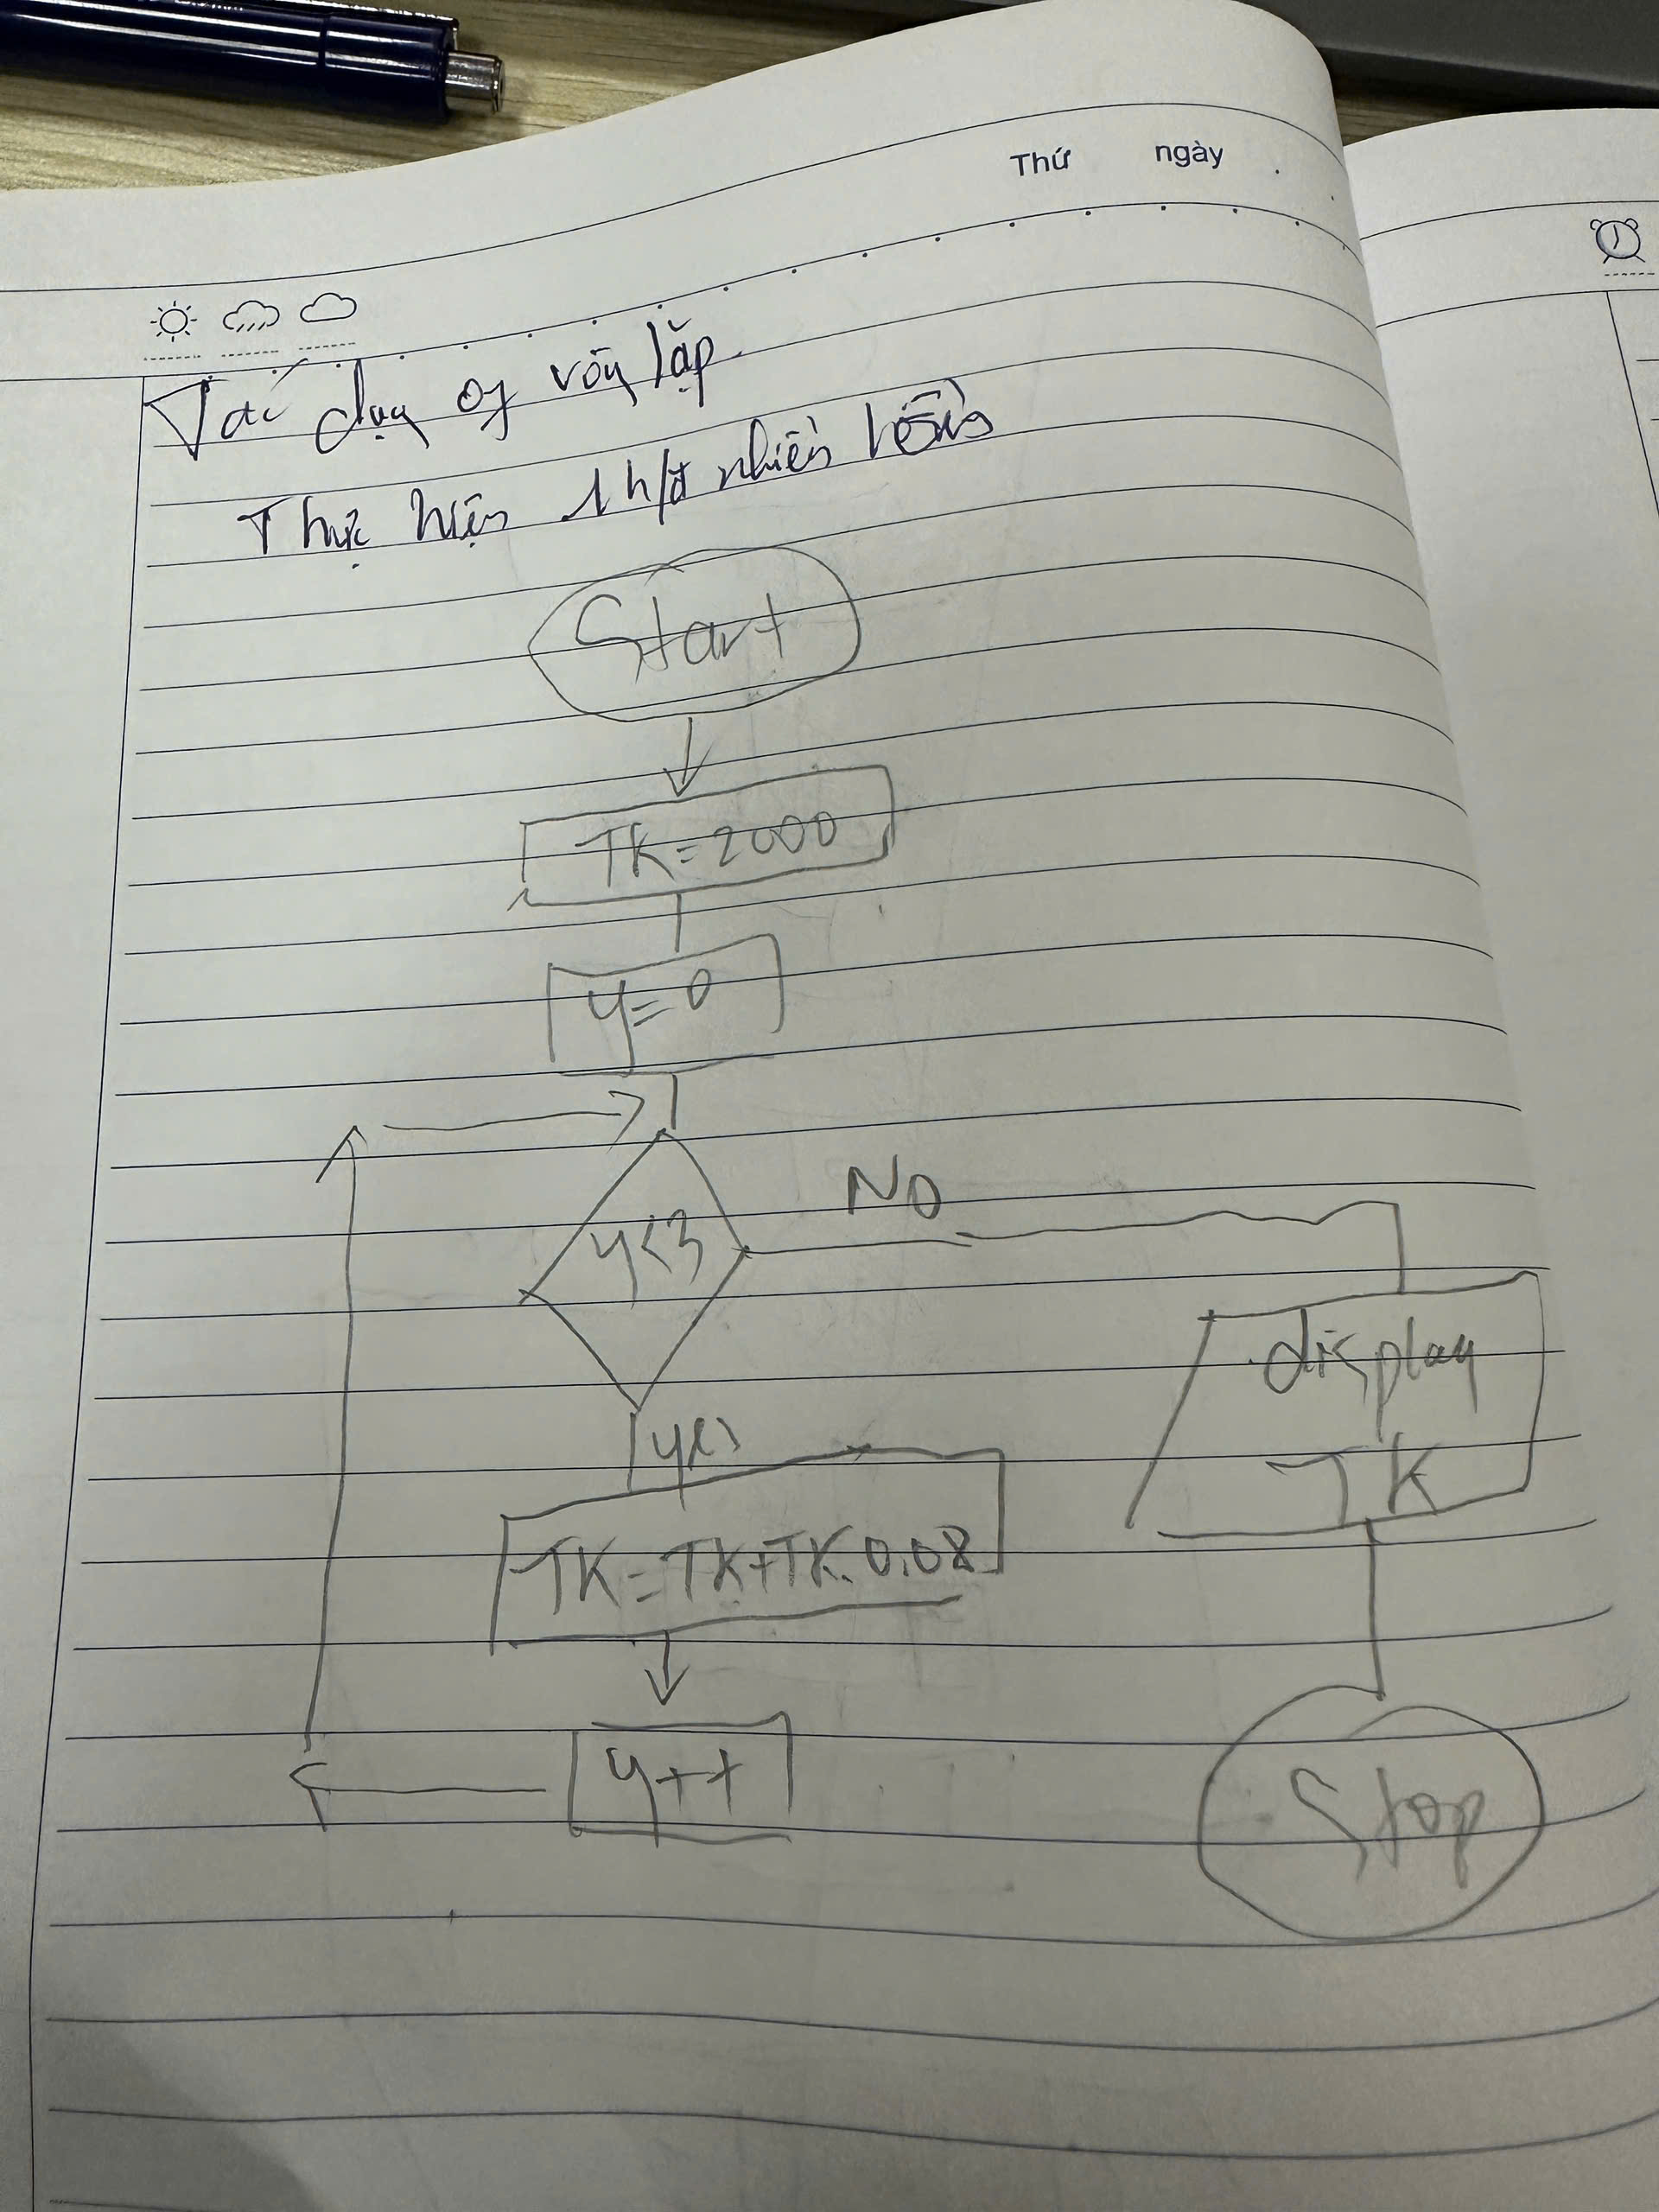 Thứ ngày
Tác dụng of vòng lặp.
Thực hiện 1 h/đ nhiều lần
Start
TK=2000
y=0
y<3
No
yes
display
TK
TK=TK+TK.0.08
y++
Stop